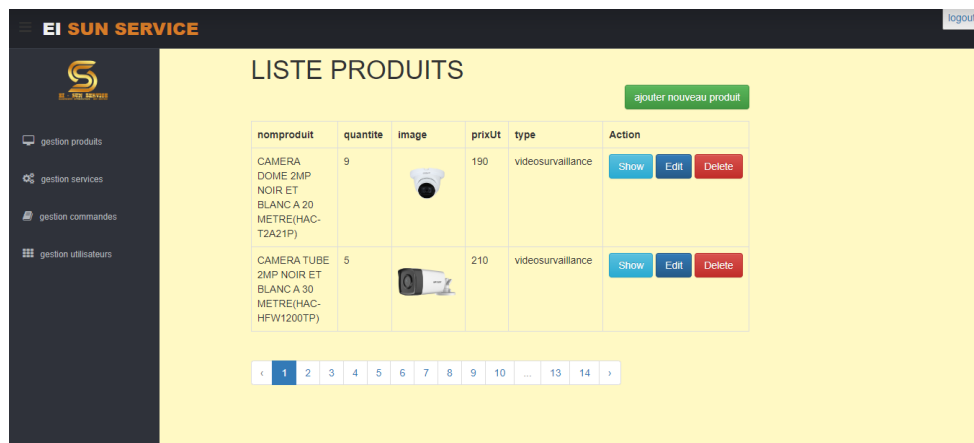 EI SUN SERVICE
logout
EI - SUN SERVICE
gestion produits
gestion services
gestion commandes
gestion utilisateurs
LISTE PRODUITS
ajouter nouveau produit
nomproduit quantite image prixUt type Action
CAMERA 9 190 videosurvaillance Show Edit Delete
DOME 2MP
NOIR ET
BLANC A 20
METRE(HAC-
T2A21P)
CAMERA TUBE 5 210 videosurvaillance Show Edit Delete
2MP NOIR ET
BLANC A 30
METRE(HAC-
HFW1200TP)
‹ 1 2 3 4 5 6 7 8 9 10 ... 13 14 ›